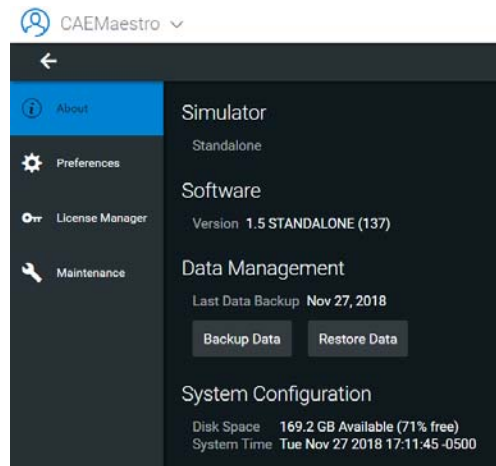 CAEMaestro
About
Preferences
License Manager
Maintenance
Simulator
Standalone
Software
Version 1.5 STANDALONE (137)
Data Management
Last Data Backup Nov 27, 2018
Backup Data Restore Data
System Configuration
Disk Space 169.2 GB Available (71% free)
System Time Tue Nov 27 2018 17:11:45 -0500